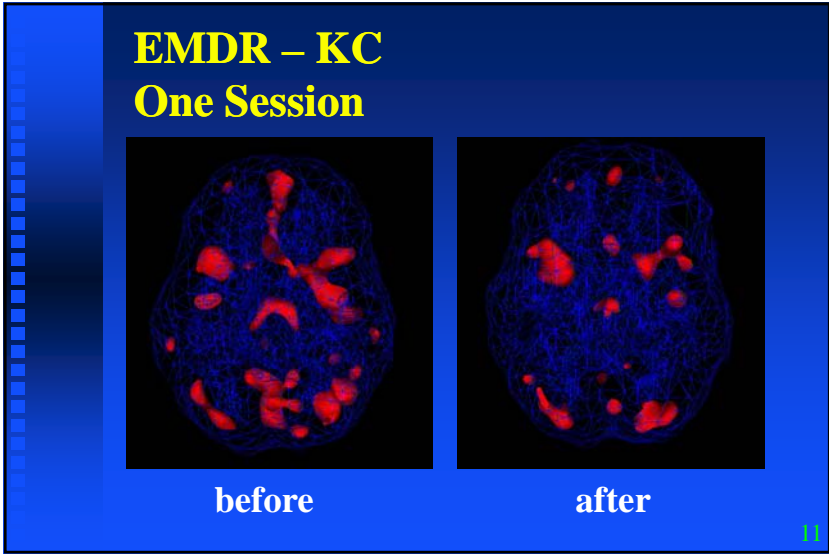 EMDR – KC
One Session
before
after
11